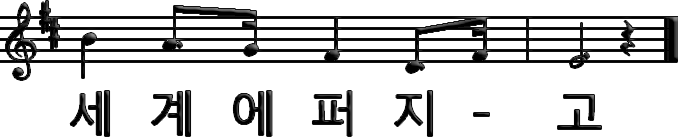 세 계 에 퍼 지 - 고